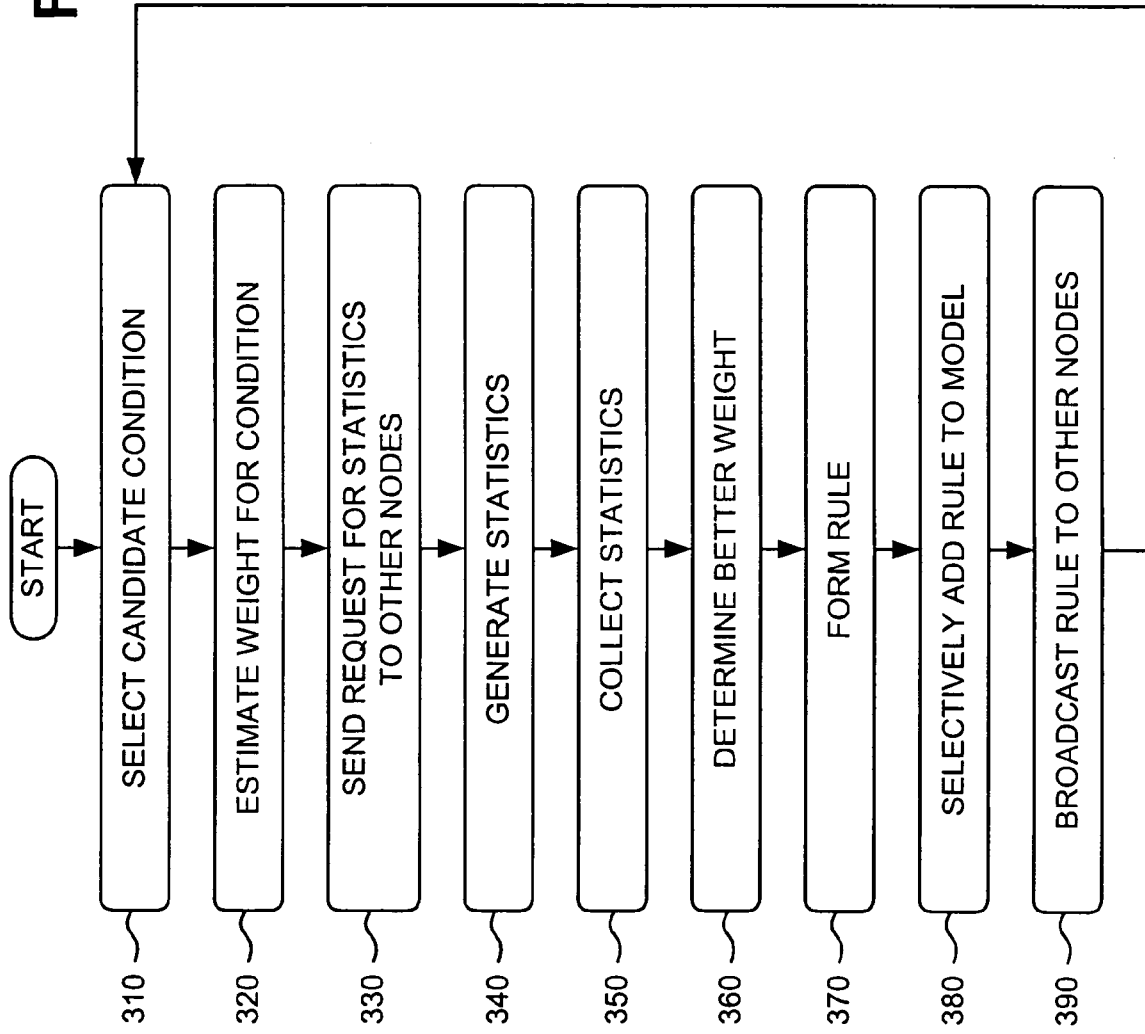 F
START
310
SELECT CANDIDATE CONDITION
320
ESTIMATE WEIGHT FOR CONDITION
330
SEND REQUEST FOR STATISTICS
TO OTHER NODES
340
GENERATE STATISTICS
350
COLLECT STATISTICS
360
DETERMINE BETTER WEIGHT
370
FORM RULE
380
SELECTIVELY ADD RULE TO MODEL
390
BROADCAST RULE TO OTHER NODES